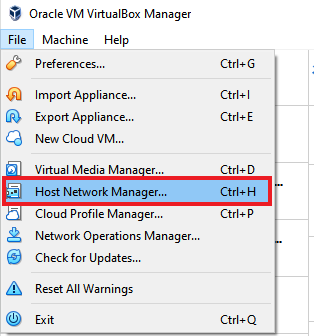 Oracle VM VirtualBox Manager
File Machine Help
Preferences... Ctrl+G
Import Appliance... Ctrl+I
Export Appliance... Ctrl+E
New Cloud VM...
Virtual Media Manager... Ctrl+D
Host Network Manager... Ctrl+H
Cloud Profile Manager... Ctrl+P
Network Operations Manager...
Check for Updates...
Reset All Warnings
Exit Ctrl+Q